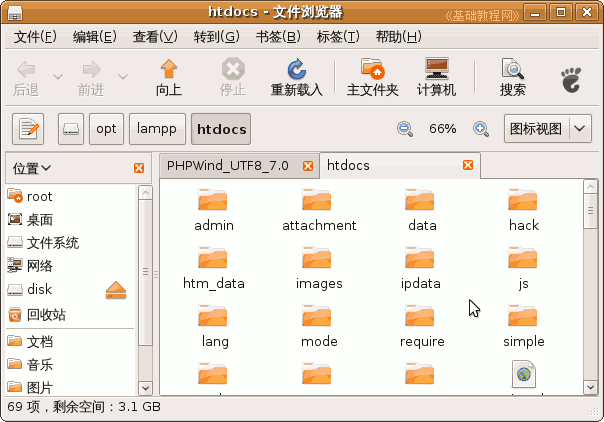 htdocs - 文件浏览器
《基础教程网》
文件(F) 编辑(E) 查看(V) 转到(G) 书签(B) 标签(T) 帮助(H)
后退 前进 向上 停止 重新载入 主文件夹 计算机 搜索
opt lampp htdocs 66% 图标视图
位置 PHPWind_UTF8_7.0 htdocs
root
桌面
文件系统
网络
disk
回收站
文档
音乐
图片
admin attachment data hack
htm_data images ipdata js
lang mode require simple
69 项，剩余空间：3.1 GB